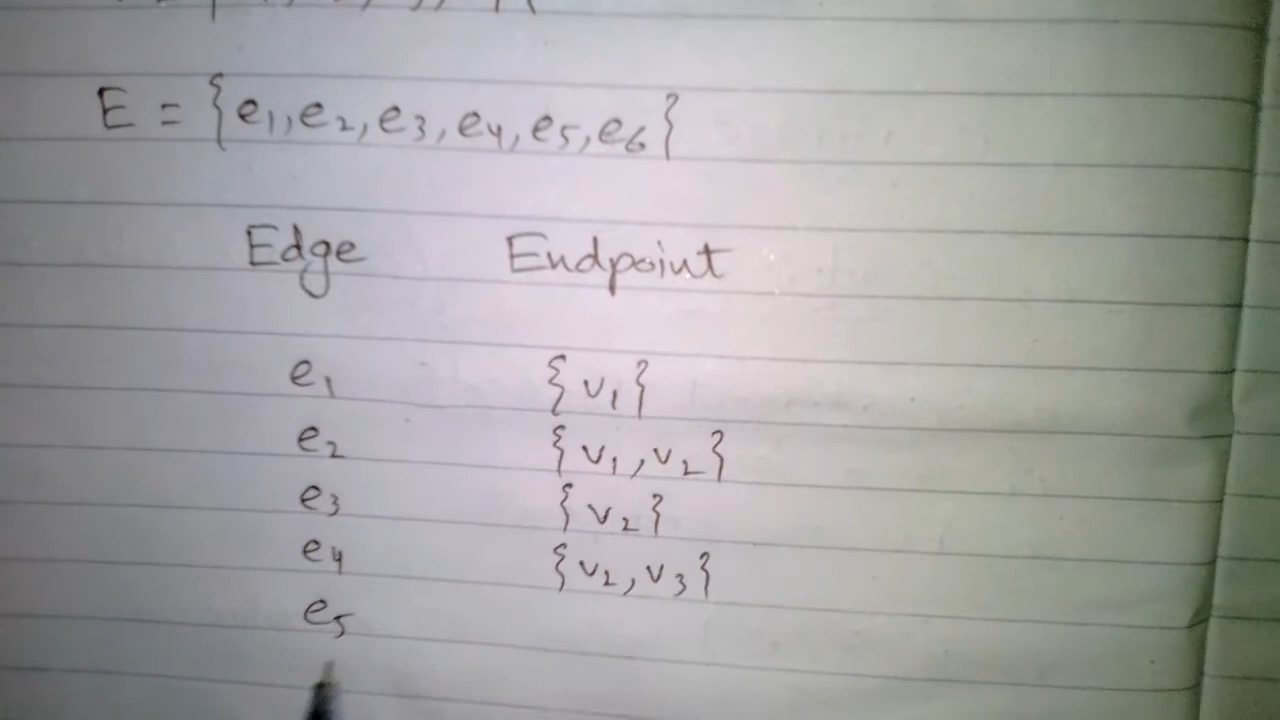 E = {e1, e2, e3, e4, e5, e6}
Edge Endpoint
e1 {v1}
e2 {v1, v2}
e3 {v2}
e4 {v2, v3}
e5